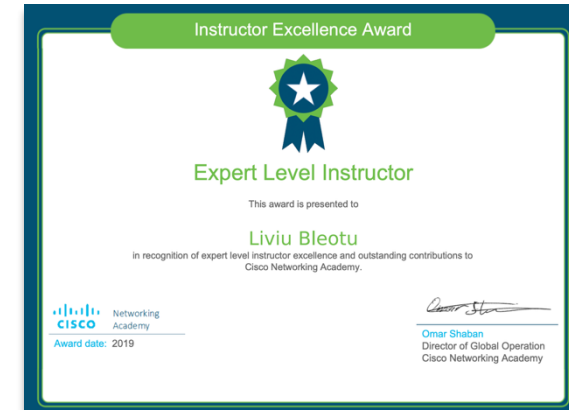 Instructor Excellence Award
Expert Level Instructor
This award is presented to
Liviu Bleotu
in recognition of expert level instructor excellence and outstanding contributions to
Cisco Networking Academy.
CISCO
Networking
Academy
Award date: 2019
Omar Shaban
Director of Global Operation
Cisco Networking Academy